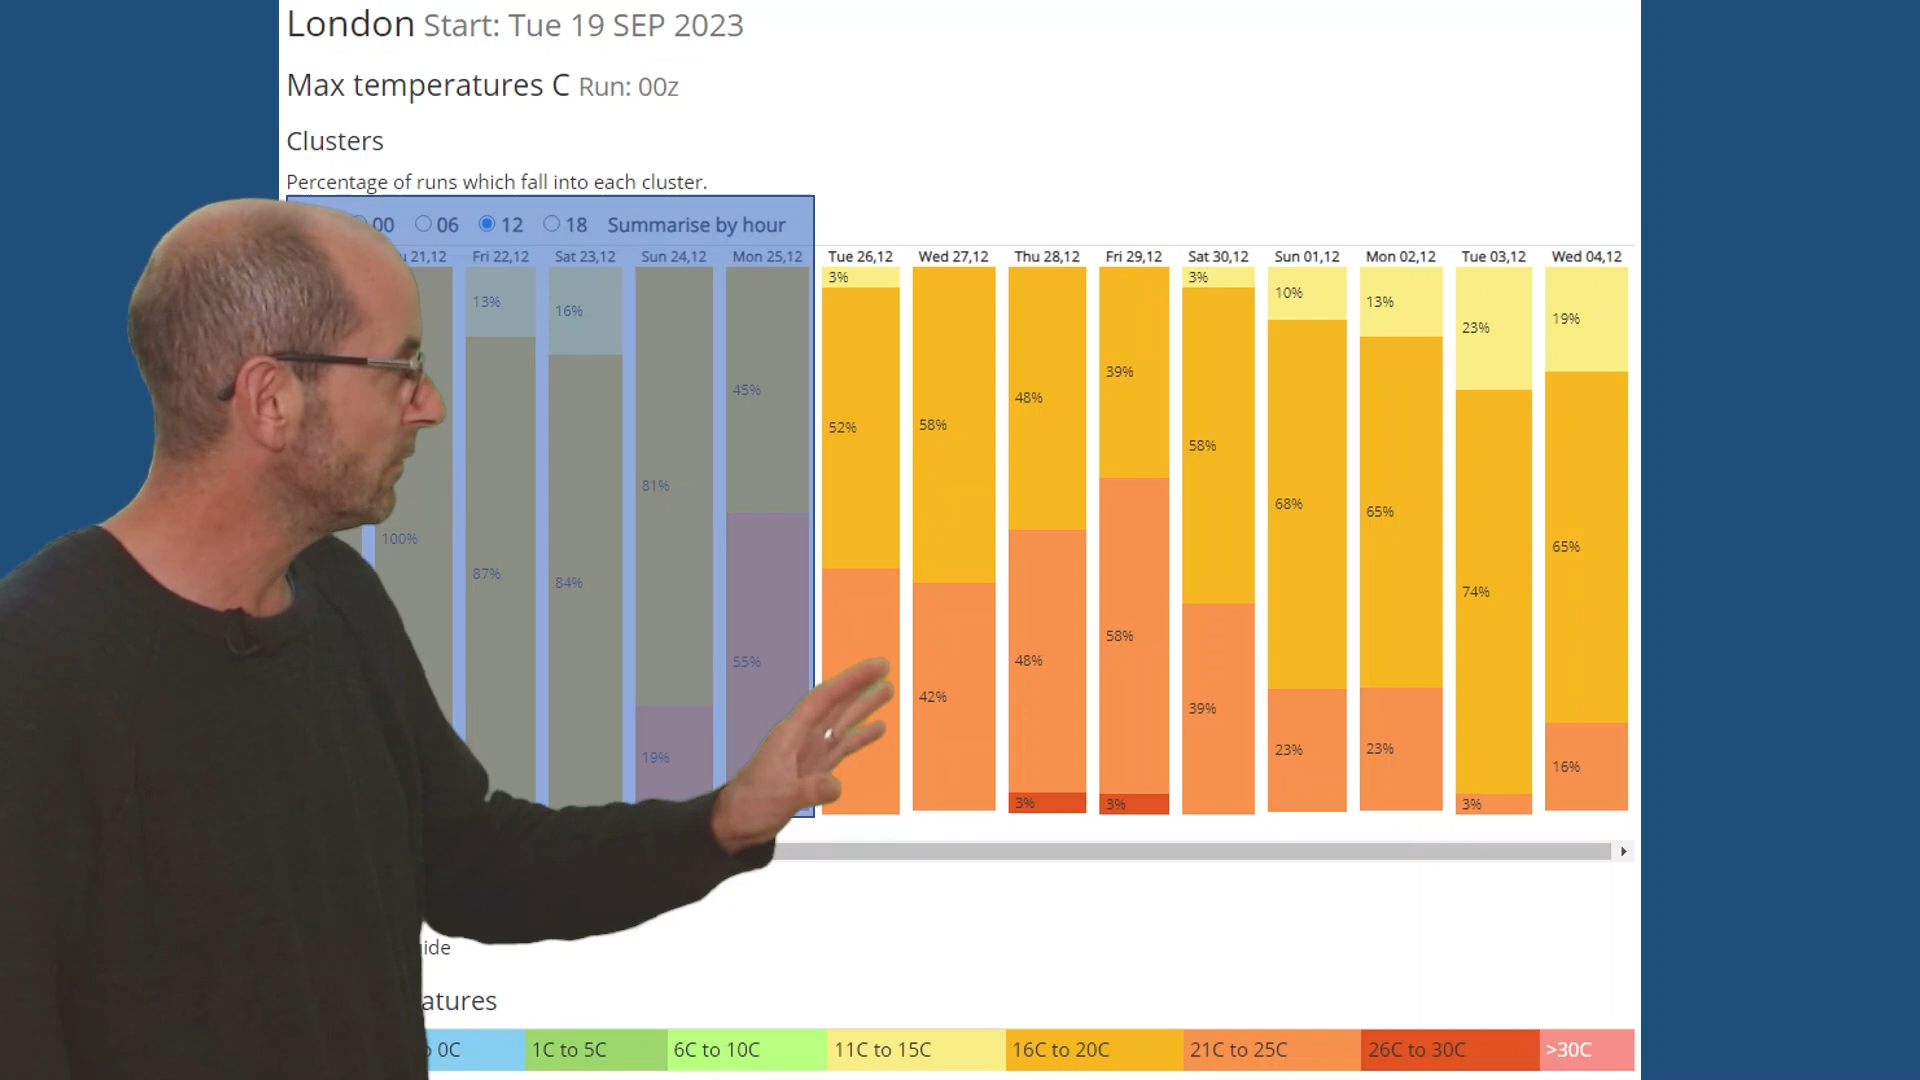 London Start: Tue 19 SEP 2023
Max temperatures C Run: 00z
Clusters
Percentage of runs which fall into each cluster.
00 06 12 18 Summarise by hour
21,12 Fri 22,12 Sat 23,12 Sun 24,12 Mon 25,12 Tue 26,12 Wed 27,12 Thu 28,12 Fri 29,12 Sat 30,12 Sun 01,12 Mon 02,12 Tue 03,12 Wed 04,12
3% 3%
13% 16% 10% 13% 23% 19%
45% 48% 39%
52% 58% 58%
81% 68% 65%
100% 87% 84% 74% 65%
55% 48% 58%
42% 39%
19% 23% 23% 16%
3% 3% 3%
ide
atures
0C 1C to 5C 6C to 10C 11C to 15C 16C to 20C 21C to 25C 26C to 30C >30C